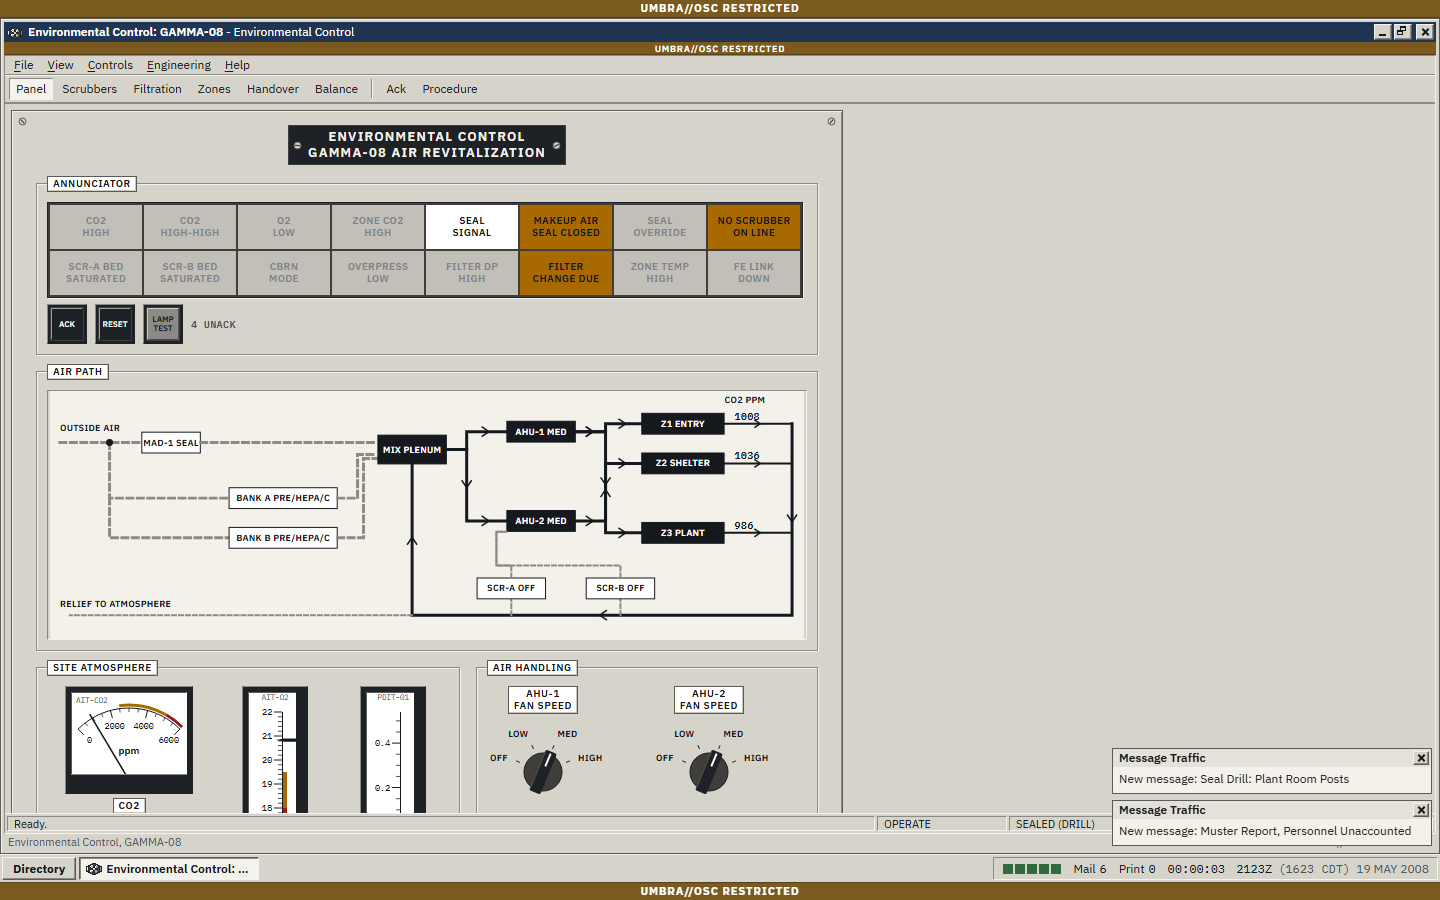 UMBRA//OSC RESTRICTED
Environmental Control: GAMMA-08 - Environmental Control
UMBRA//OSC RESTRICTED
File View Controls Engineering Help
Panel Scrubbers Filtration Zones Handover Balance Ack Procedure
ENVIRONMENTAL CONTROL
GAMMA-08 AIR REVITALIZATION
ANNUNCIATOR
CO2 HIGH
CO2 HIGH-HIGH
O2 LOW
ZONE CO2 HIGH
SEAL SIGNAL
MAKEUP AIR SEAL CLOSED
SEAL OVERRIDE
NO SCRUBBER ON LINE
SCR-A BED SATURATED
SCR-B BED SATURATED
CBRN MODE
OVERPRESS LOW
FILTER DP HIGH
FILTER CHANGE DUE
ZONE TEMP HIGH
FE LINK DOWN
ACK RESET LAMP TEST 4 UNACK
AIR PATH
CO2 PPM
OUTSIDE AIR
MAD-1 SEAL
MIX PLENUM
AHU-1 MED
Z1 ENTRY 1008
Z2 SHELTER 1036
BANK A PRE/HEPA/C
AHU-2 MED
Z3 PLANT 986
BANK B PRE/HEPA/C
SCR-A OFF
SCR-B OFF
RELIEF TO ATMOSPHERE
SITE ATMOSPHERE
AIT-CO2
0 2000 4000 6000
ppm
CO2
AIT-O2
22
21
20
19
18
PDIT-01
0.4
0.2
AIR HANDLING
AHU-1
FAN SPEED
OFF LOW MED HIGH
AHU-2
FAN SPEED
OFF LOW MED HIGH
Message Traffic
New message: Seal Drill: Plant Room Posts
Message Traffic
New message: Muster Report, Personnel Unaccounted
Ready. OPERATE SEALED (DRILL)
Environmental Control, GAMMA-08
Directory Environmental Control: ... Mail 6 Print 0 00:00:03 2123Z (1623 CDT) 19 MAY 2008
UMBRA//OSC RESTRICTED